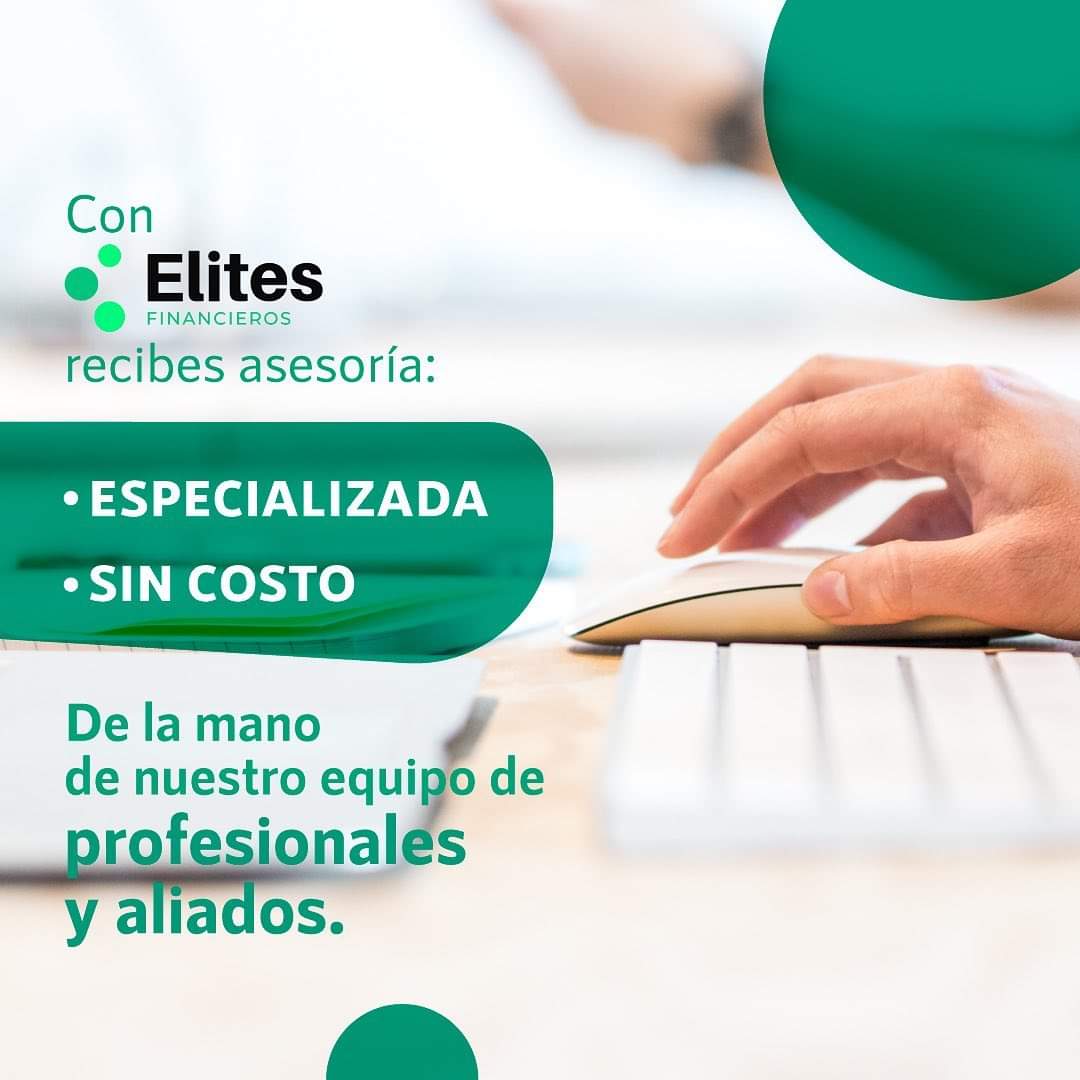 Con
Elites
FINANCIEROS
recibes asesoría:
• ESPECIALIZADA
• SIN COSTO
De la mano
de nuestro equipo de
profesionales
y aliados.